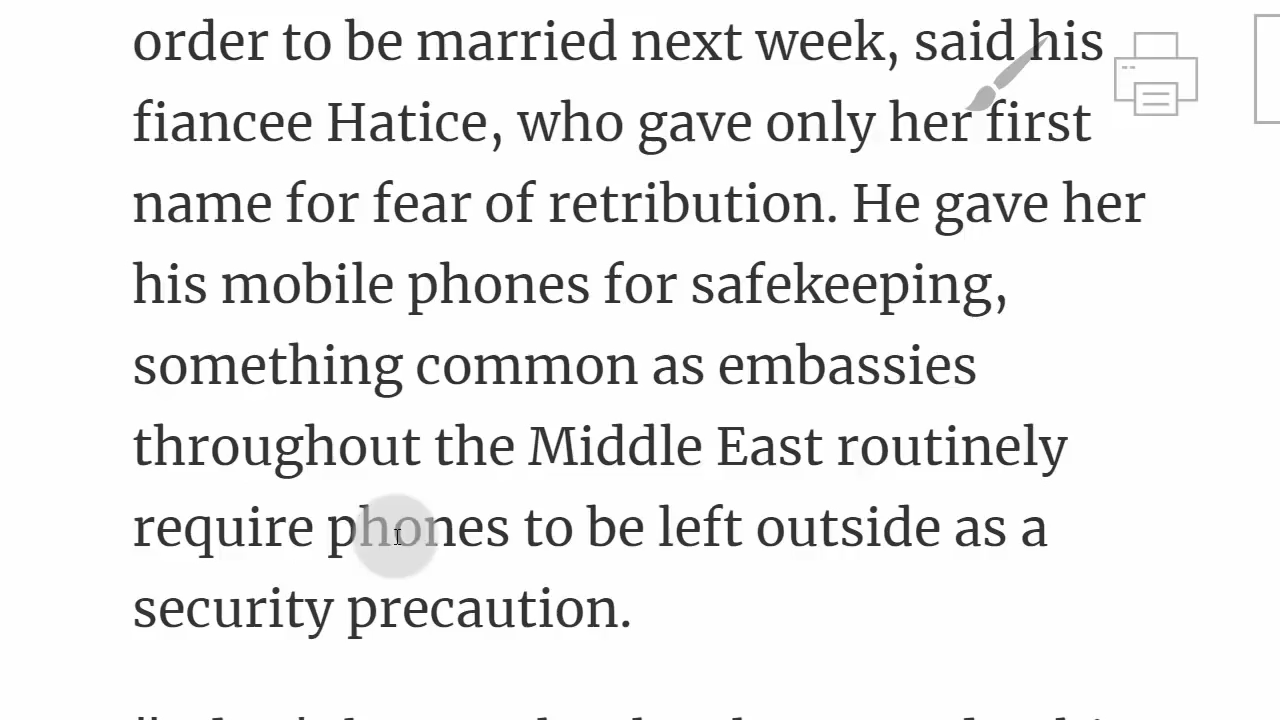 order to be married next week, said his
fiancee Hatice, who gave only her first
name for fear of retribution. He gave her
his mobile phones for safekeeping,
something common as embassies
throughout the Middle East routinely
require phones to be left outside as a
security precaution.